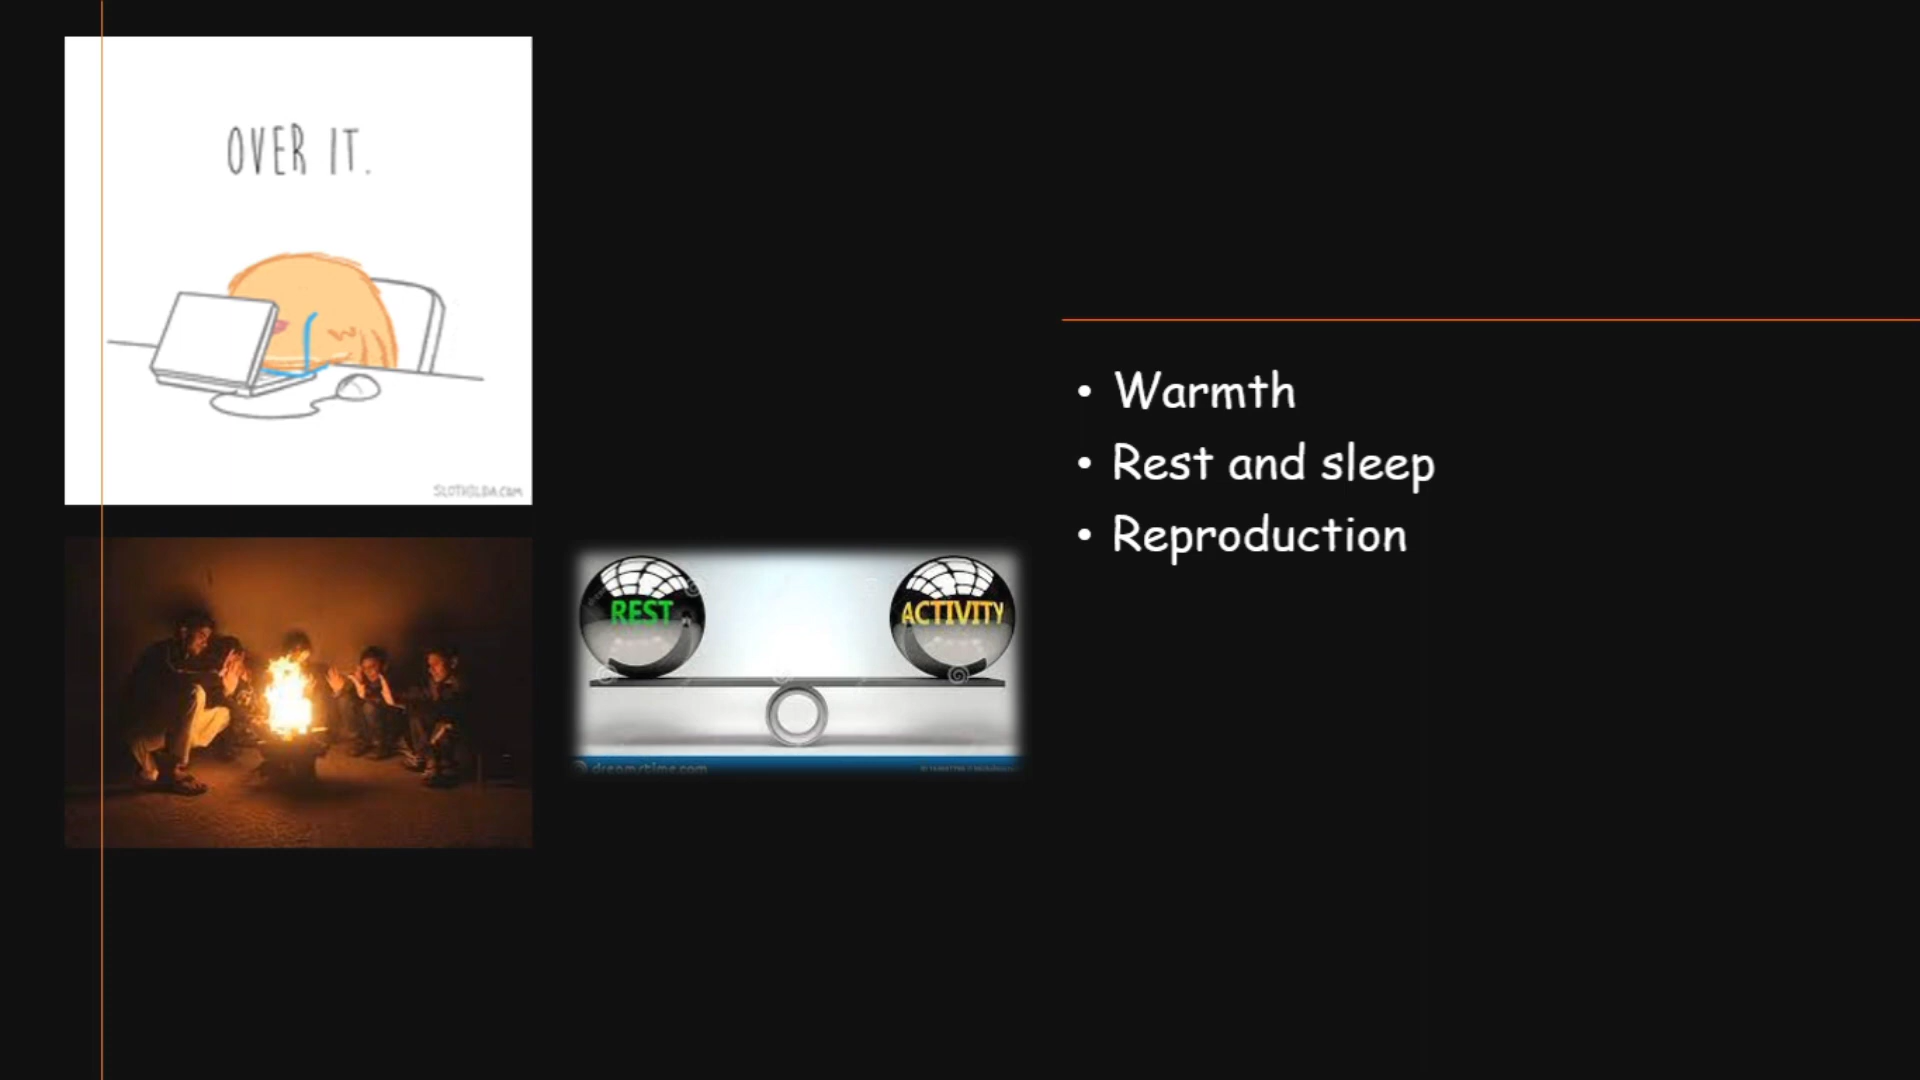 OVER IT.
SLOTHILDA.COM
REST
ACTIVITY
dreamstime.com
• Warmth
• Rest and sleep
• Reproduction